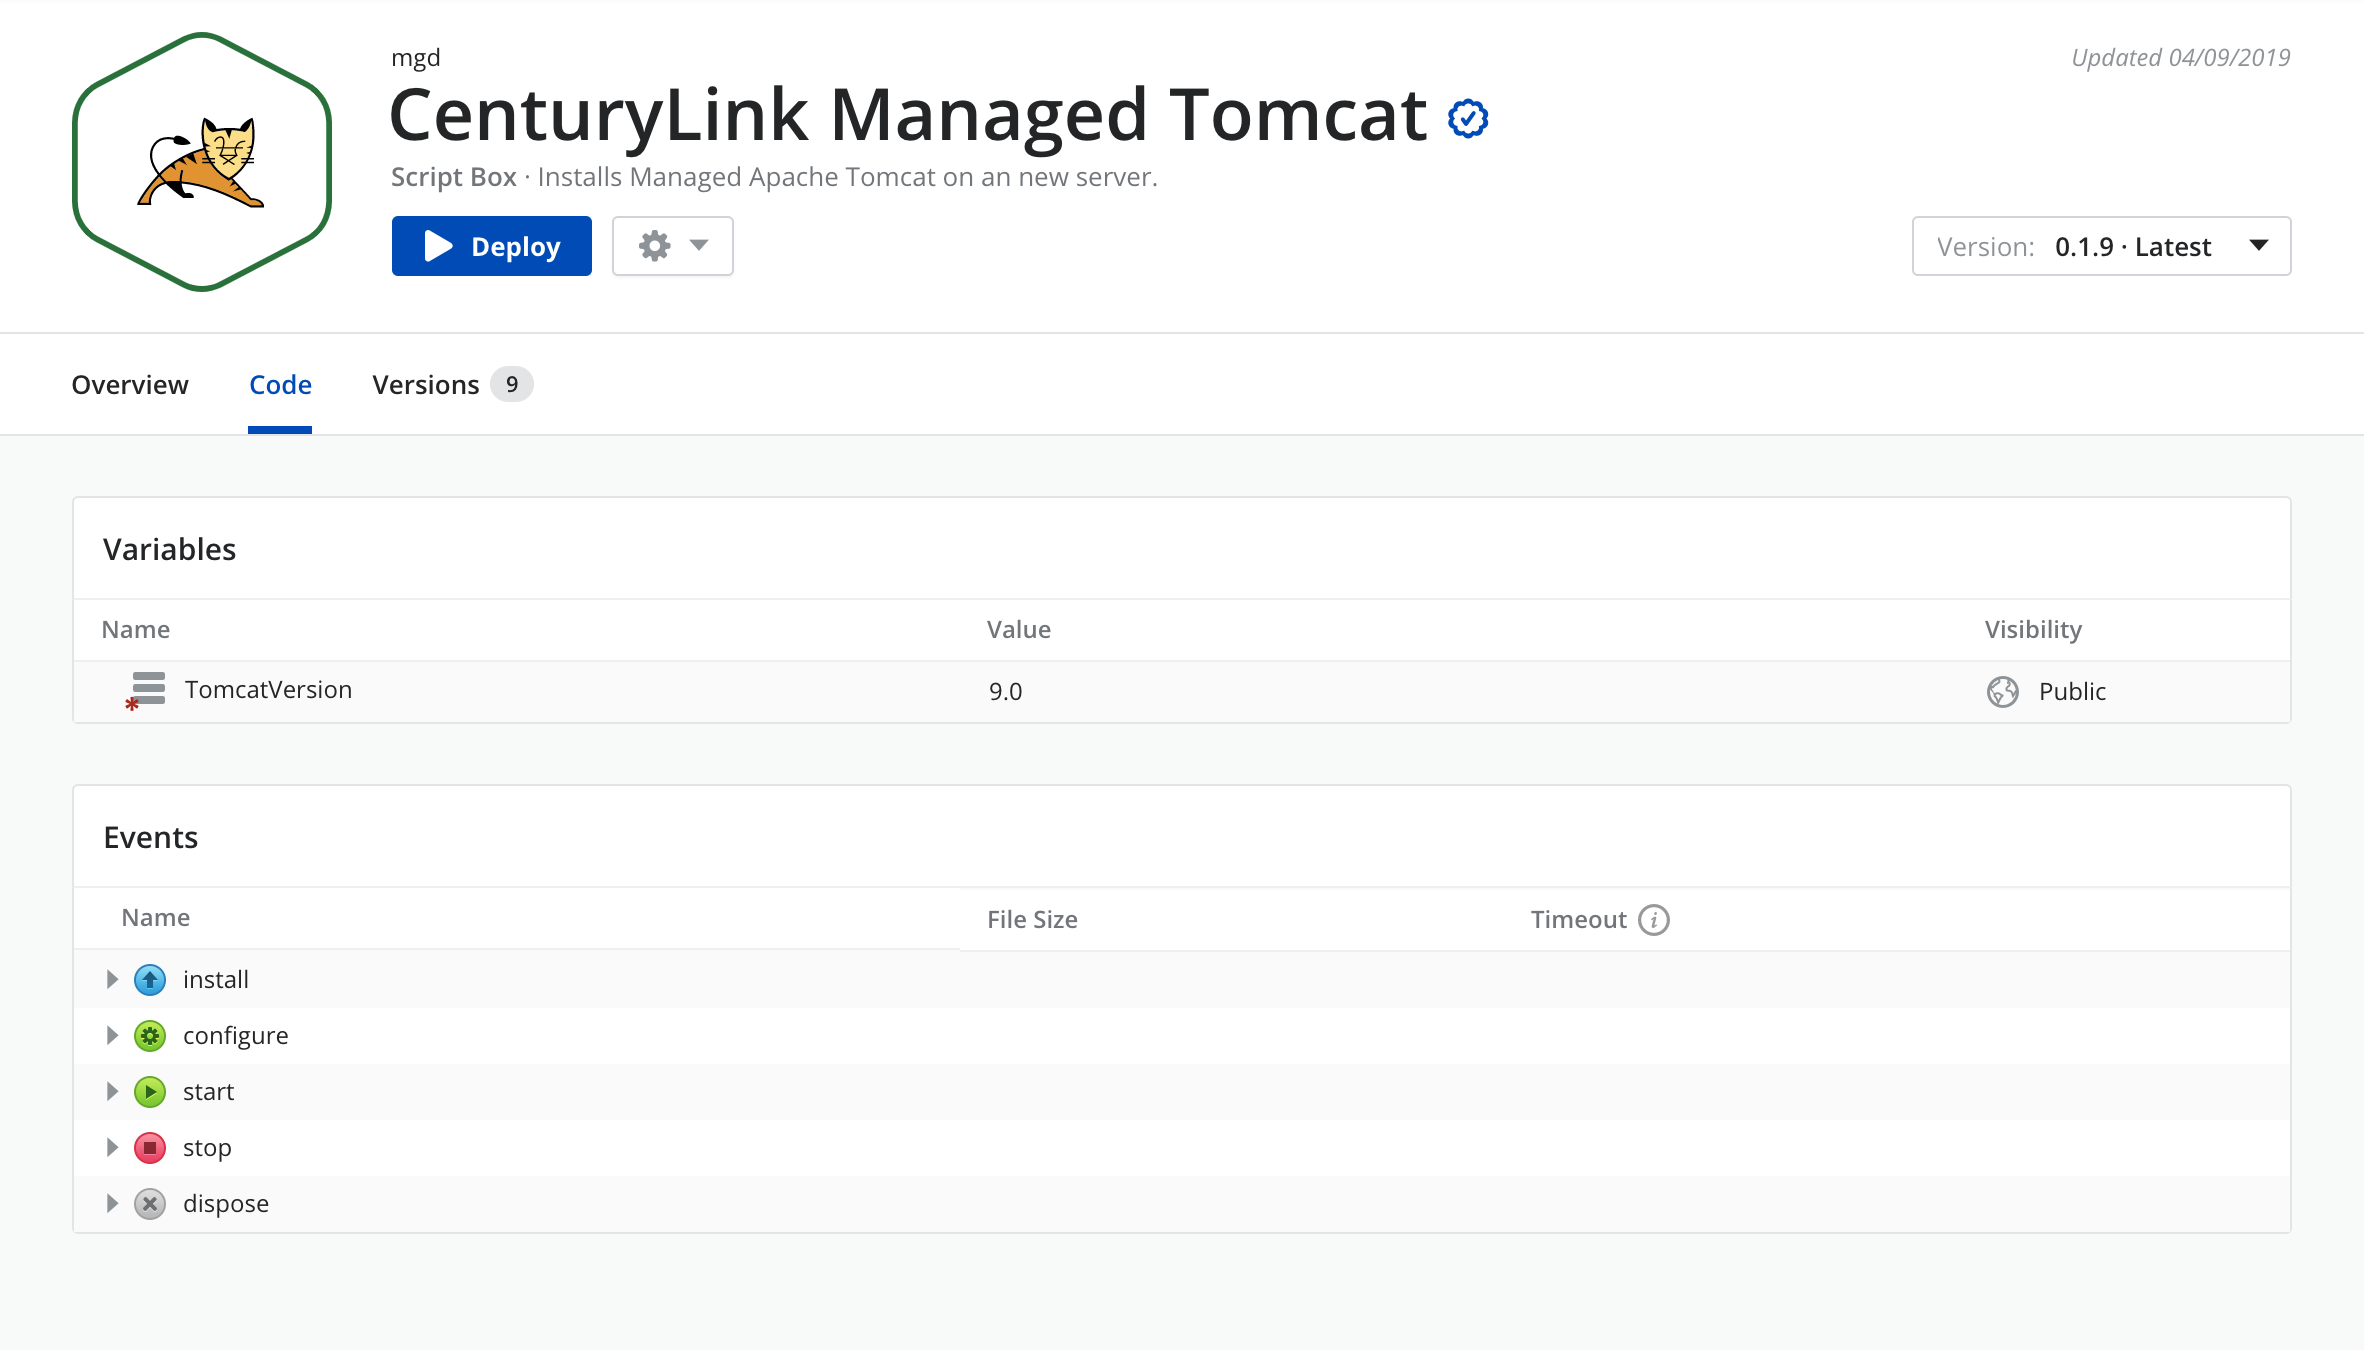 mgd
Updated 04/09/2019
CenturyLink Managed Tomcat
Script Box · Installs Managed Apache Tomcat on an new server.
Deploy
Version: 0.1.9 · Latest
Overview Code Versions 9
Variables
Name Value Visibility
TomcatVersion 9.0 Public
Events
Name File Size Timeout i
install
configure
start
stop
dispose